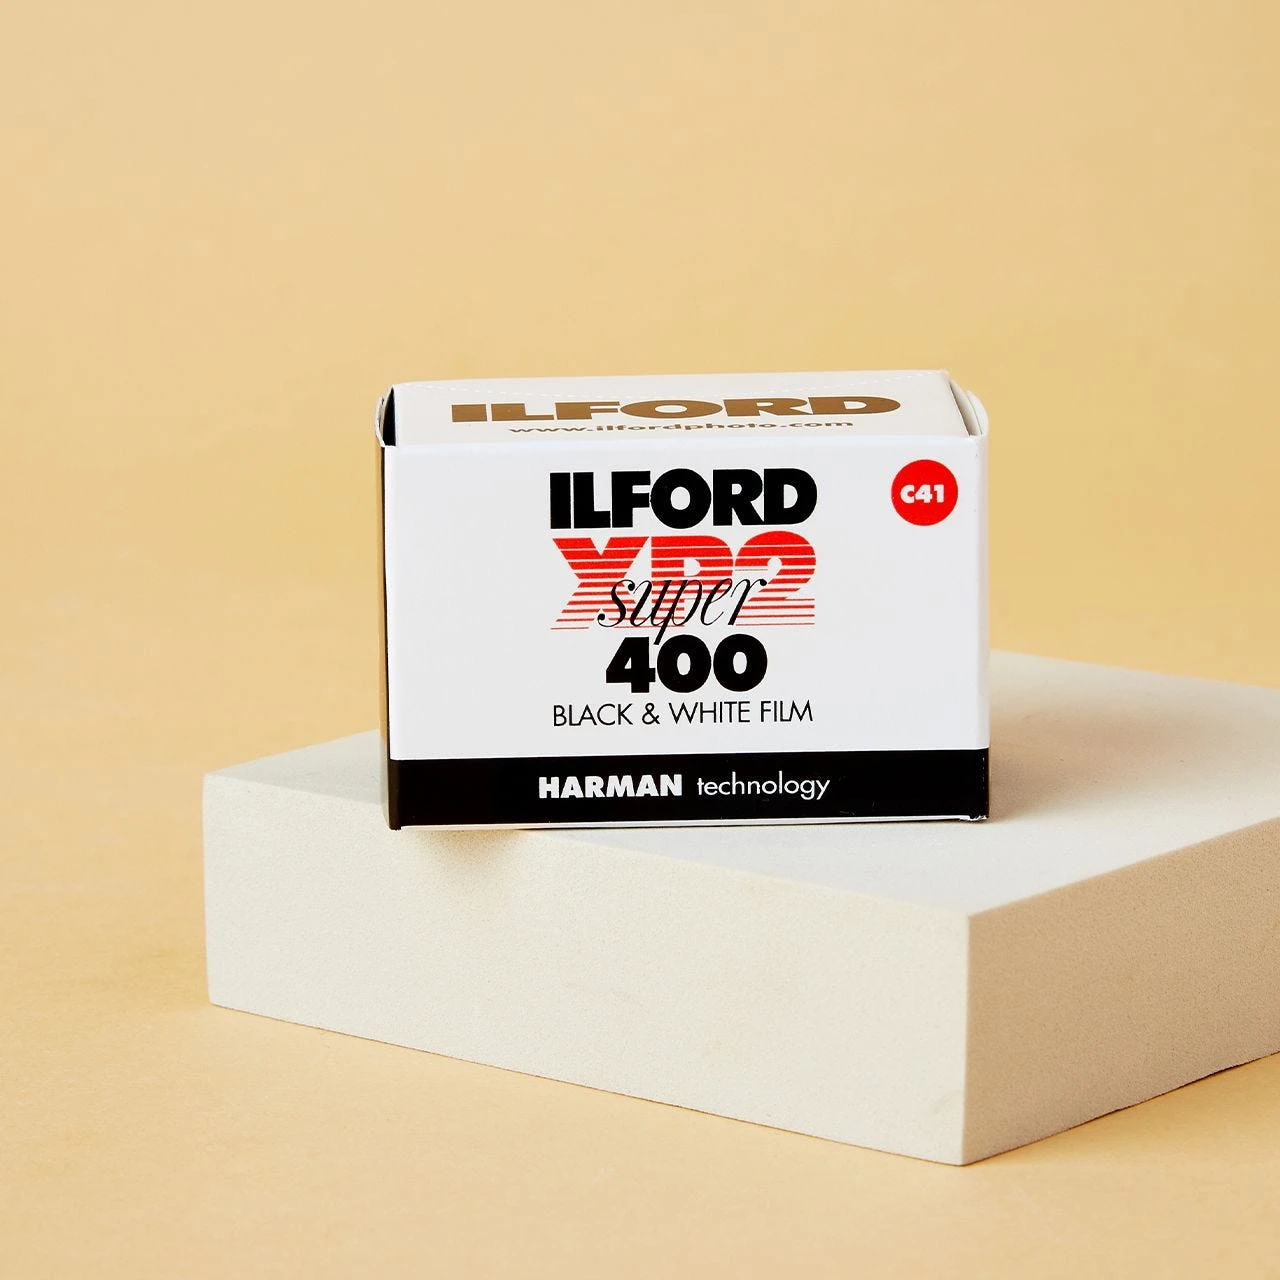 ILFORD
www.ilfordphoto.com
ILFORD
C41
XP2
super
400
BLACK & WHITE FILM
HARMAN technology